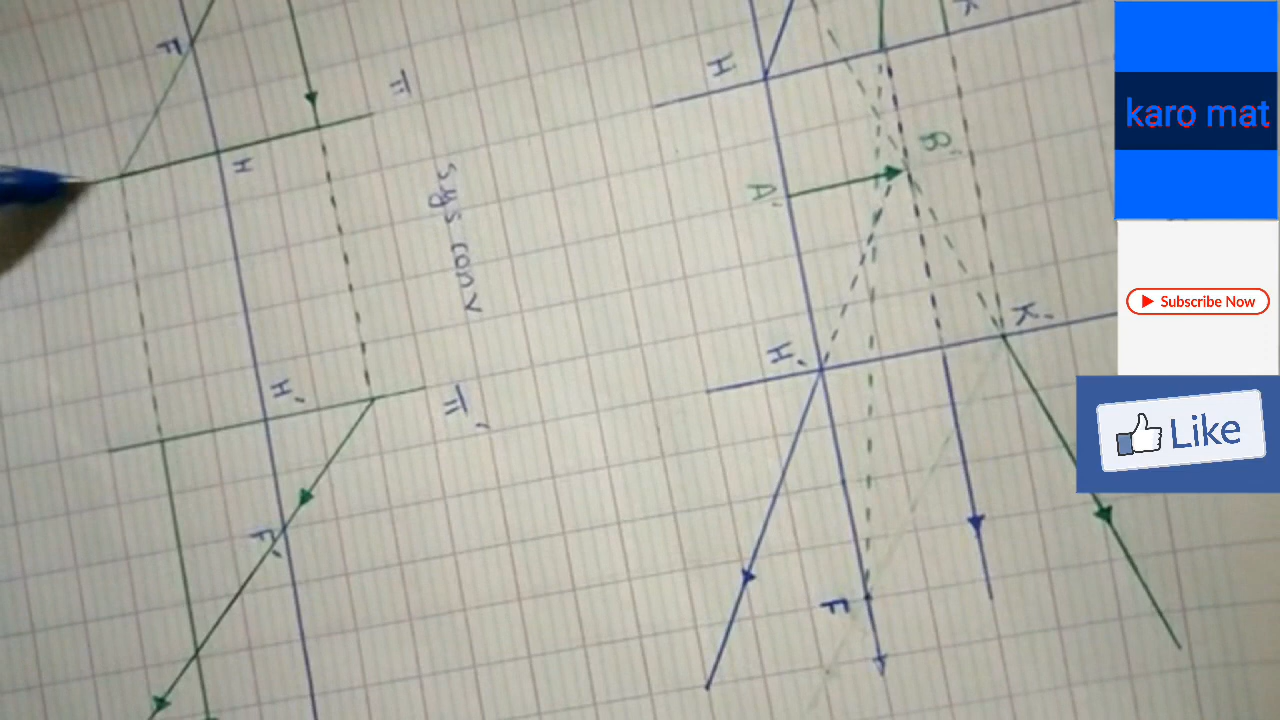 F
π
H
sys conv
H'
π'
F'
H
K
B'
A'
K'
H'
F
karo mat
Subscribe Now
Like